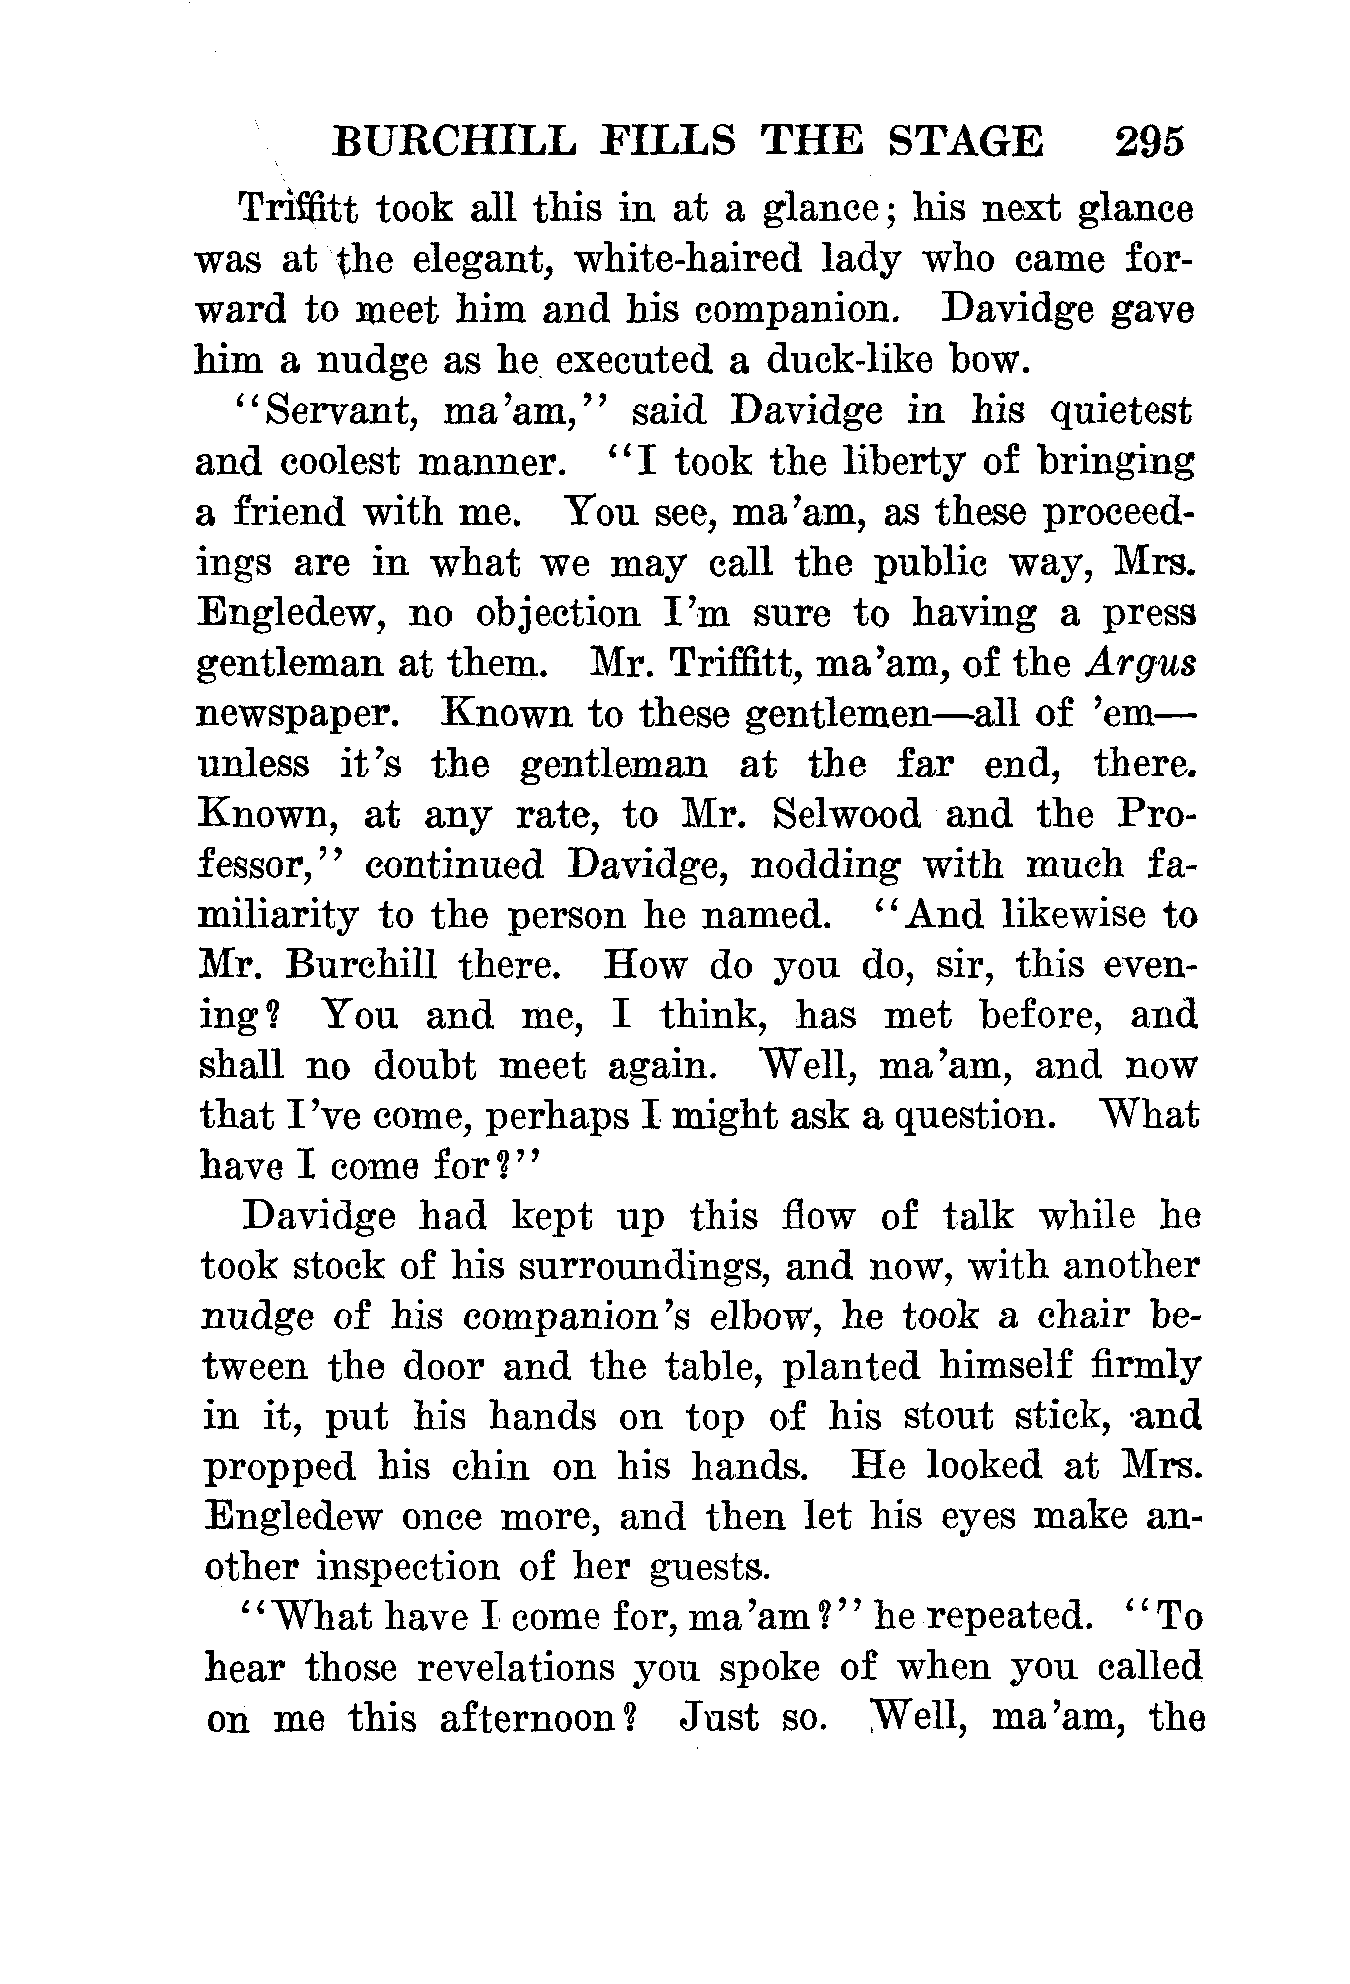 BURCHILL FILLS THE STAGE 295
Triffitt took all this in at a glance; his next glance
was at the elegant, white-haired lady who came for-
ward to meet him and his companion. Davidge gave
him a nudge as he executed a duck-like bow.
"Servant, ma'am," said Davidge in his quietest
and coolest manner. "I took the liberty of bringing
a friend with me. You see, ma'am, as these proceed-
ings are in what we may call the public way, Mrs.
Engledew, no objection I'm sure to having a press
gentleman at them. Mr. Triffitt, ma'am, of the Argus
newspaper. Known to these gentlemen—all of 'em—
unless it's the gentleman at the far end, there.
Known, at any rate, to Mr. Selwood and the Pro-
fessor," continued Davidge, nodding with much fa-
miliarity to the person he named. "And likewise to
Mr. Burchill there. How do you do, sir, this even-
ing? You and me, I think, has met before, and
shall no doubt meet again. Well, ma'am, and now
that I've come, perhaps I might ask a question. What
have I come for?"
Davidge had kept up this flow of talk while he
took stock of his surroundings, and now, with another
nudge of his companion's elbow, he took a chair be-
tween the door and the table, planted himself firmly
in it, put his hands on top of his stout stick, and
propped his chin on his hands. He looked at Mrs.
Engledew once more, and then let his eyes make an-
other inspection of her guests.
"What have I come for, ma'am?" he repeated. "To
hear those revelations you spoke of when you called
on me this afternoon? Just so. Well, ma'am, the